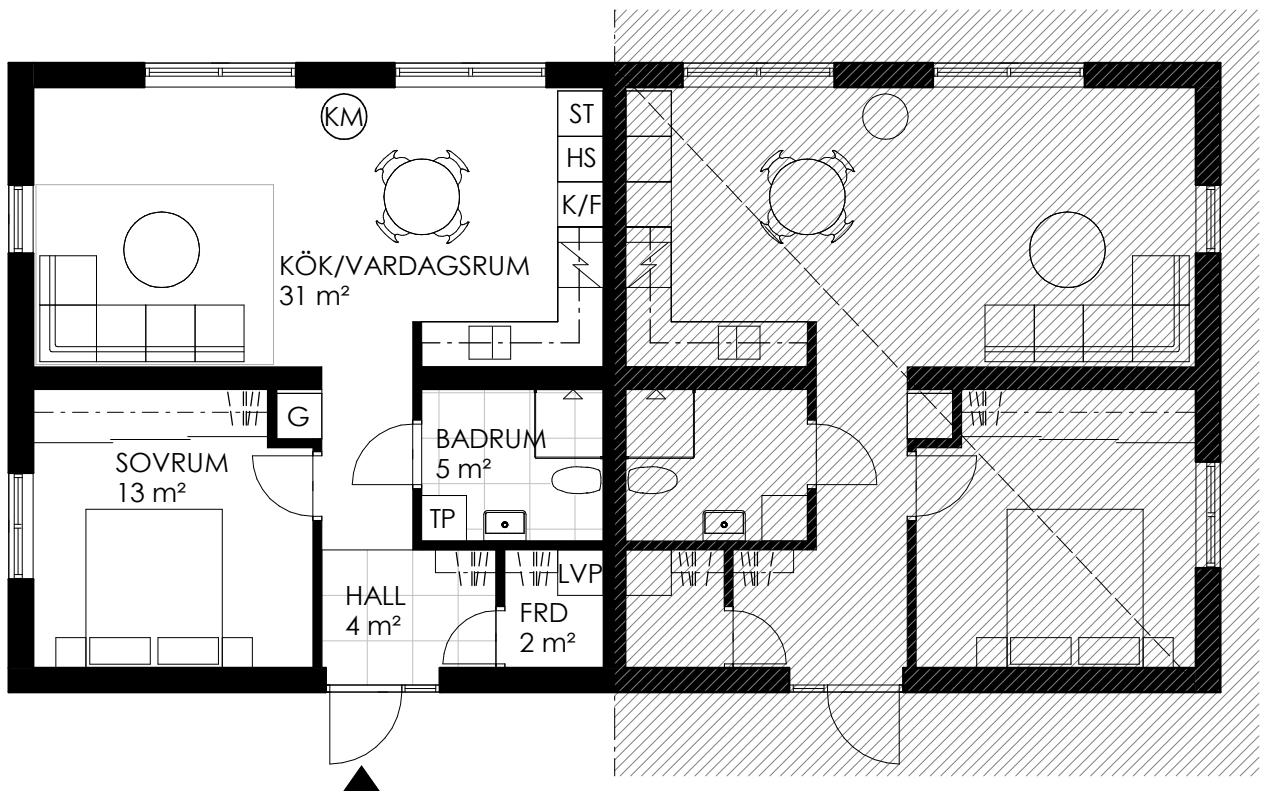 KM
ST
HS
K/F
KÖK/VARDAGSRUM
31 m²
G
SOVRUM
13 m²
BADRUM
5 m²
TP
LVP
HALL
4 m²
FRD
2 m²